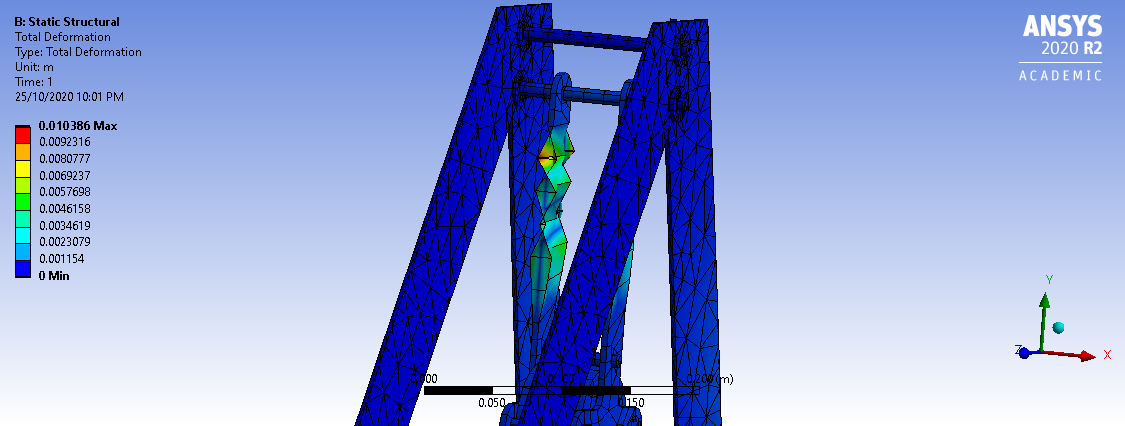 B: Static Structural
Total Deformation
Type: Total Deformation
Unit: m
Time: 1
25/10/2020 10:01 PM
0.010386 Max
0.0092316
0.0080777
0.0069237
0.0057698
0.0046158
0.0034619
0.0023079
0.001154
0 Min
ANSYS
2020 R2
ACADEMIC
Y
Z
X
(m)
0.050
0.150